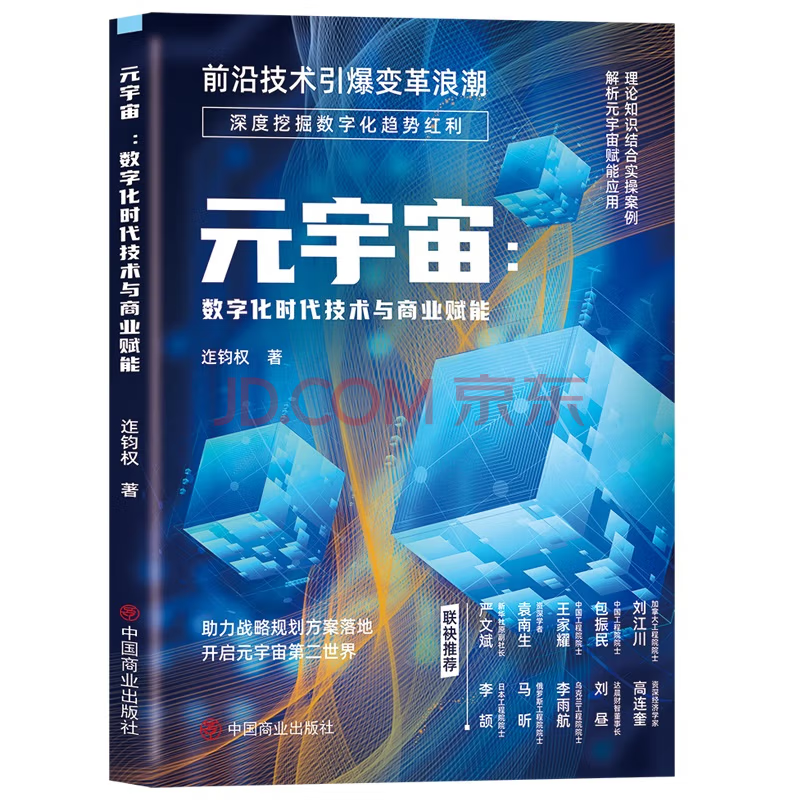 元宇宙：数字化时代技术与商业赋能
迮钧权 著
中国商业出版社
前沿技术引爆变革浪潮
深度挖掘数字化趋势红利
理论知识结合实操案例
解析元宇宙赋能应用
元宇宙：
数字化时代技术与商业赋能
迮钧权 著
JD.COM 京东
助力战略规划方案落地
开启元宇宙第二世界
中国商业出版社
加拿大工程院院士 刘江川
中国工程院院士 包振民
中国工程院院士 王家耀
资深学者 袁南生
新华社原副社长 严文斌
联袂推荐
资深经济学家 高连奎
达晨财智董事长 刘昼
乌克兰工程院院士 李雨航
俄罗斯工程院院士 马昕
日本工程院院士 李颉